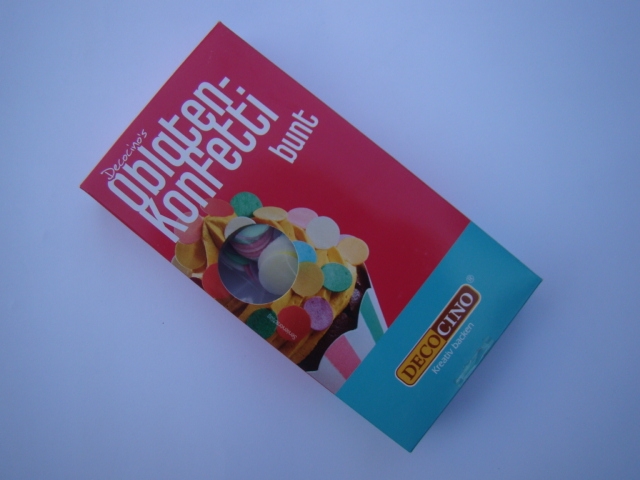 Decocino's
Oblaten-
Konfetti
bunt
DECOCINO®
Kreativ backen